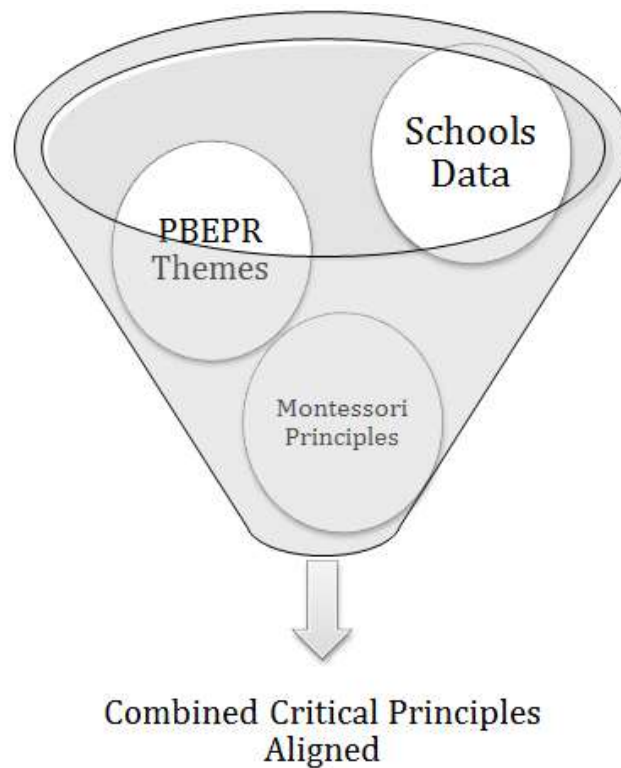 Schools
Data
PBEPR
Themes
Montessori
Principles
Combined Critical Principles
Aligned